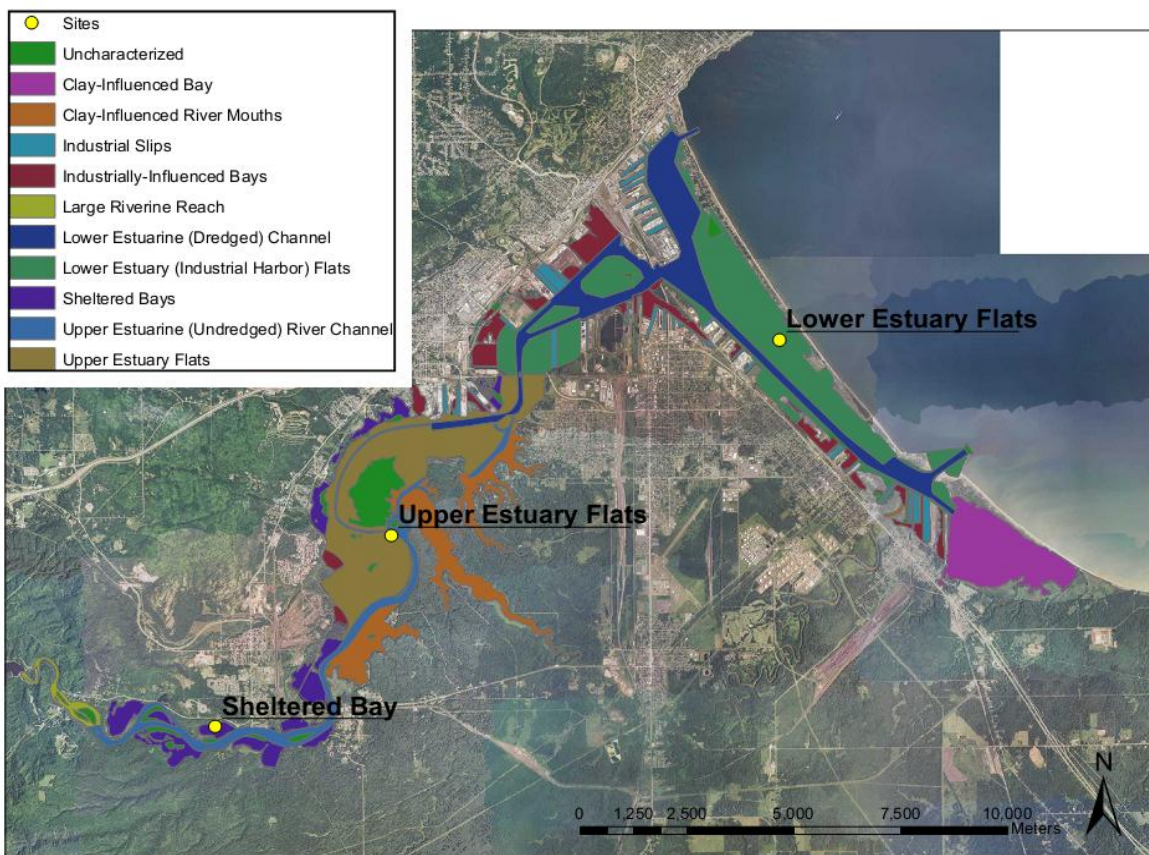 Sites
Uncharacterized
Clay-Influenced Bay
Clay-Influenced River Mouths
Industrial Slips
Industrially-Influenced Bays
Large Riverine Reach
Lower Estuarine (Dredged) Channel
Lower Estuary (Industrial Harbor) Flats
Sheltered Bays
Upper Estuarine (Undredged) River Channel
Upper Estuary Flats
Lower Estuary Flats
Upper Estuary Flats
Sheltered Bay
N
0 1,250 2,500 5,000 7,500 10,000
Meters